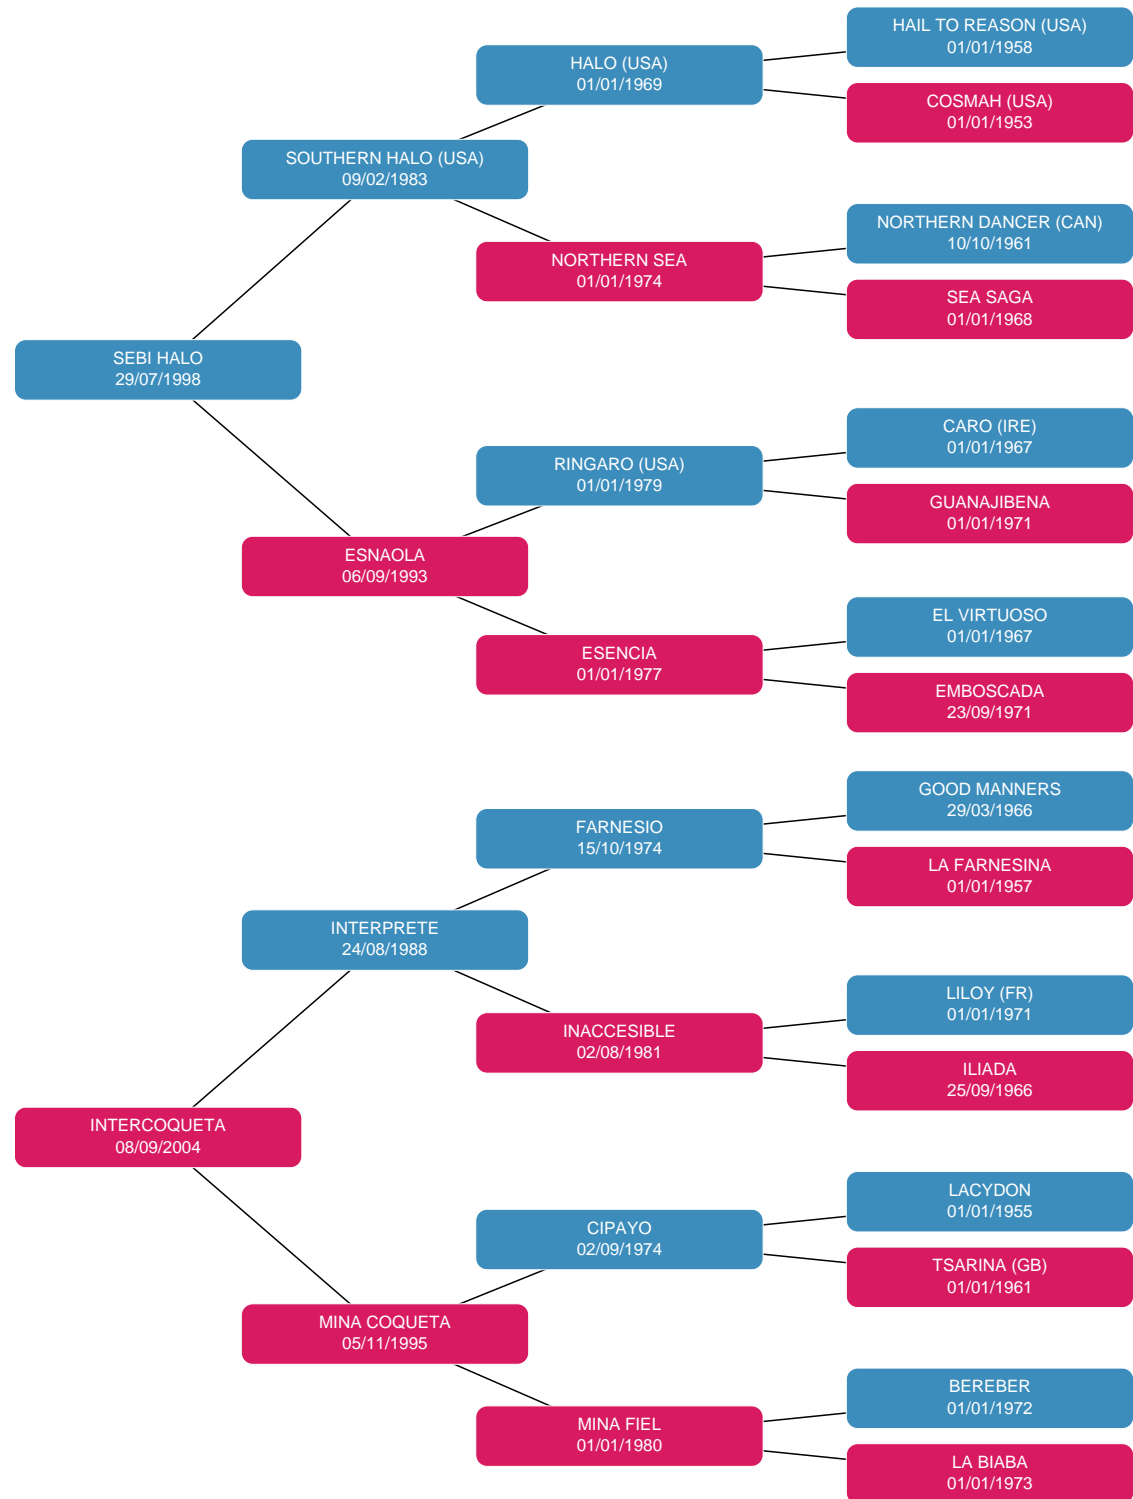 HAIL TO REASON (USA)
01/01/1958
HALO (USA)
01/01/1969
COSMAH (USA)
01/01/1953
SOUTHERN HALO (USA)
09/02/1983
NORTHERN DANCER (CAN)
10/10/1961
NORTHERN SEA
01/01/1974
SEA SAGA
01/01/1968
SEBI HALO
29/07/1998
CARO (IRE)
01/01/1967
RINGARO (USA)
01/01/1979
GUANAJIBENA
01/01/1971
ESNAOLA
06/09/1993
EL VIRTUOSO
01/01/1967
ESENCIA
01/01/1977
EMBOSCADA
23/09/1971
GOOD MANNERS
29/03/1966
FARNESIO
15/10/1974
LA FARNESINA
01/01/1957
INTERPRETE
24/08/1988
LILOY (FR)
01/01/1971
INACCESIBLE
02/08/1981
ILIADA
25/09/1966
INTERCOQUETA
08/09/2004
LACYDON
01/01/1955
CIPAYO
02/09/1974
TSARINA (GB)
01/01/1961
MINA COQUETA
05/11/1995
BEREBER
01/01/1972
MINA FIEL
01/01/1980
LA BIABA
01/01/1973